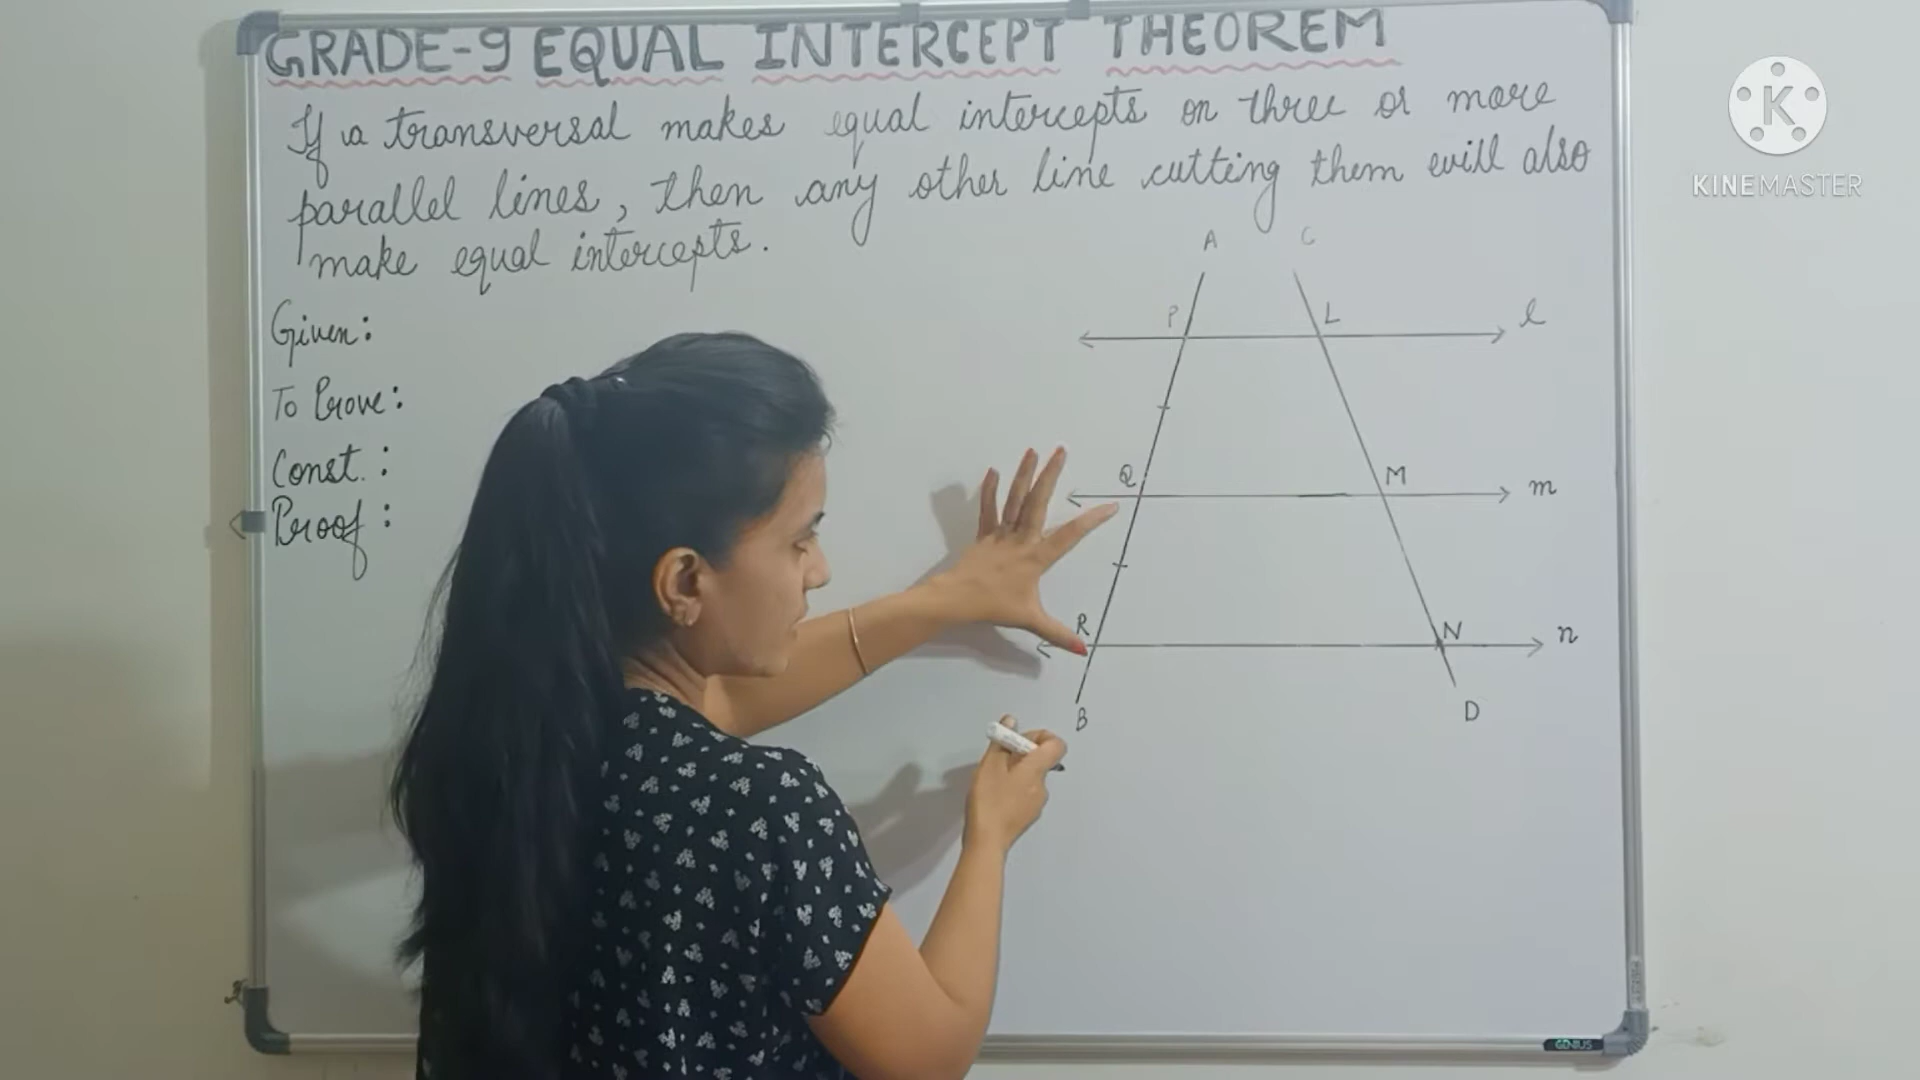 GRADE-9 EQUAL INTERCEPT THEOREM
If a transversal makes equal intercepts on three or more
parallel lines, then any other line cutting them will also
make equal intercepts.
Given:
To Prove:
Const.:
Proof:
A C
P L l
Q M m
R N n
B D
K
KINEMASTER
GENIUS